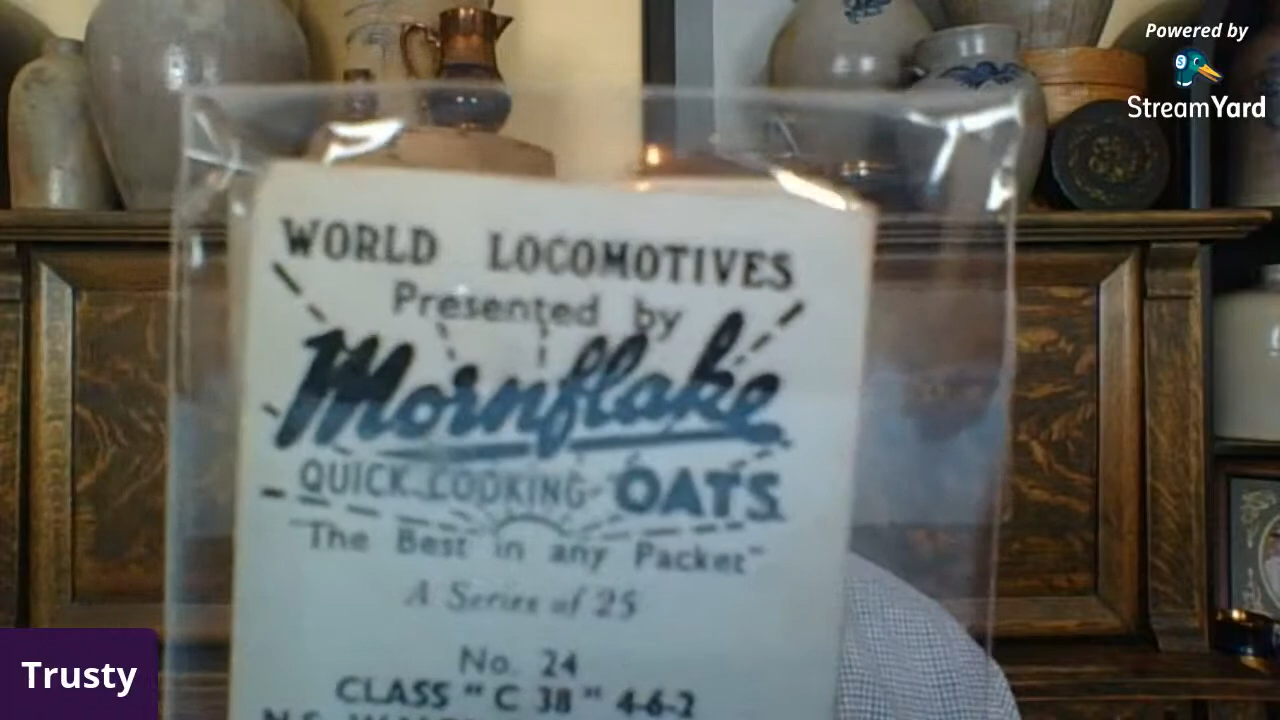 Powered by
StreamYard
WORLD LOCOMOTIVES
Presented by
Mornflake
QUICK COOKING OATS
"The Best in any Packet"
A Series of 25
No. 24
CLASS "C 38" 4-6-2
Trusty